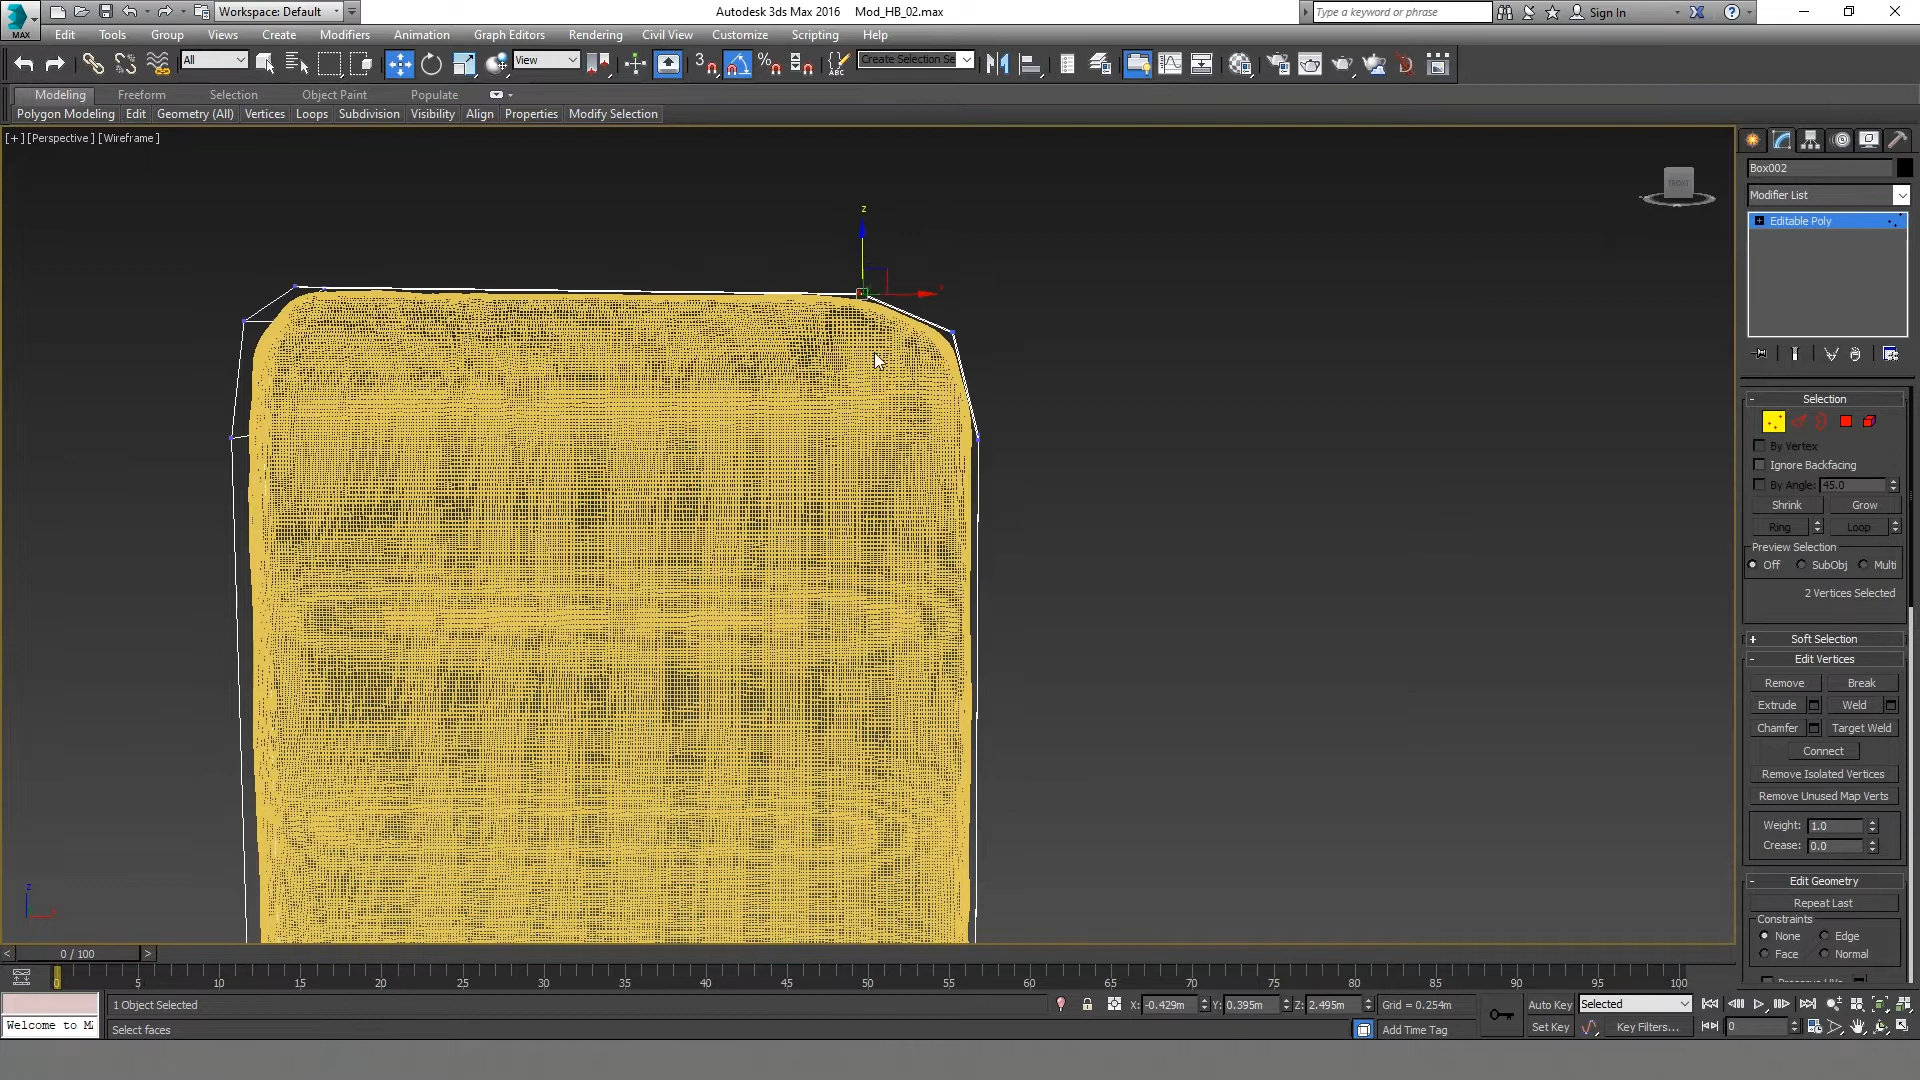 Workspace: Default
Autodesk 3ds Max 2016 Mod_HB_02.max
Type a keyword or phrase
Sign In
MAX
Edit Tools Group Views Create Modifiers Animation Graph Editors Rendering Civil View Customize Scripting Help
All
View
3
ABC
Create Selection Se
Modeling Freeform Selection Object Paint Populate
Polygon Modeling Edit Geometry (All) Vertices Loops Subdivision Visibility Align Properties Modify Selection
[+] [Perspective ] [Wireframe ]
Box002
Modifier List
Editable Poly
z
FRONT
z
Selection
By Vertex
Ignore Backfacing
By Angle: 45.0
Shrink Grow
Ring Loop
Preview Selection
Off SubObj Multi
2 Vertices Selected
Soft Selection
Edit Vertices
Remove Break
Extrude Weld
Chamfer Target Weld
Connect
Remove Isolated Vertices
Remove Unused Map Verts
Weight: 1.0
Crease: 0.0
Edit Geometry
Repeat Last
Constraints
None Edge
Face Normal
0 / 100
5 10 15 20 25 30 35 40 45 50 55 60 65 70 75 80 85 90 95 100
1 Object Selected
X: -0.429m Y: 0.395m Z: 2.495m Grid = 0.254m
Auto Key Selected
Welcome to M
Select faces
Add Time Tag
Set Key Key Filters... 0